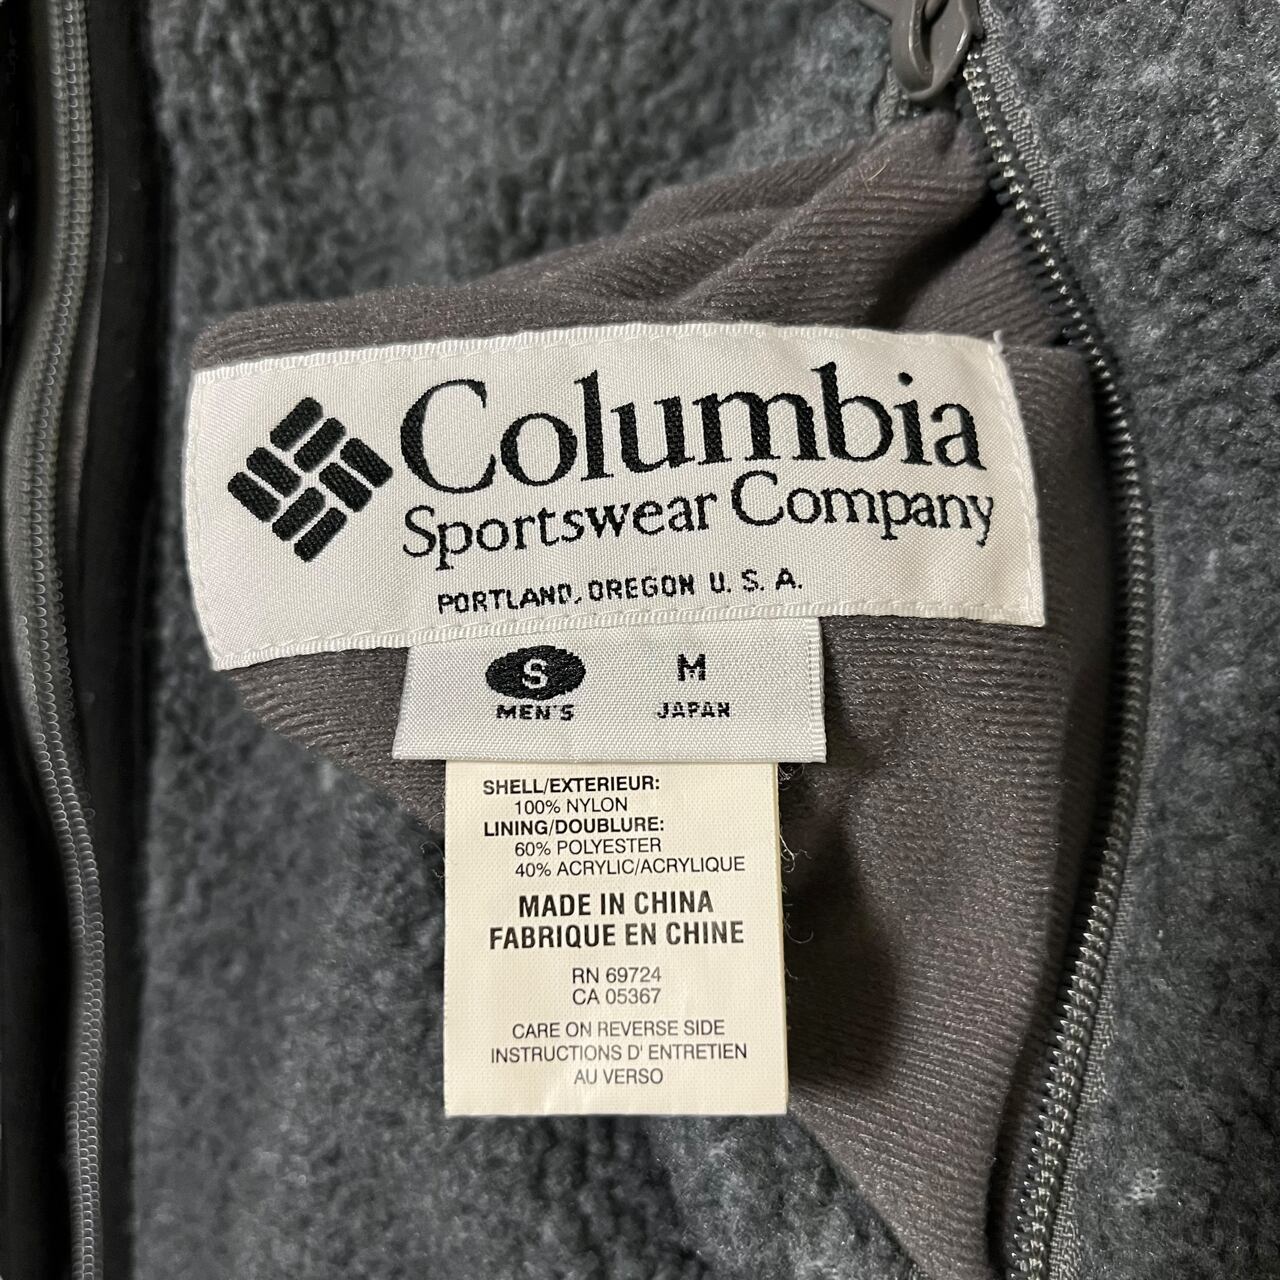 Columbia
Sportswear Company
PORTLAND, OREGON U. S. A.
S M
MEN'S JAPAN
SHELL/EXTERIEUR:
100% NYLON
LINING/DOUBLURE:
60% POLYESTER
40% ACRYLIC/ACRYLIQUE
MADE IN CHINA
FABRIQUE EN CHINE
RN 69724
CA 05367
CARE ON REVERSE SIDE
INSTRUCTIONS D' ENTRETIEN
AU VERSO